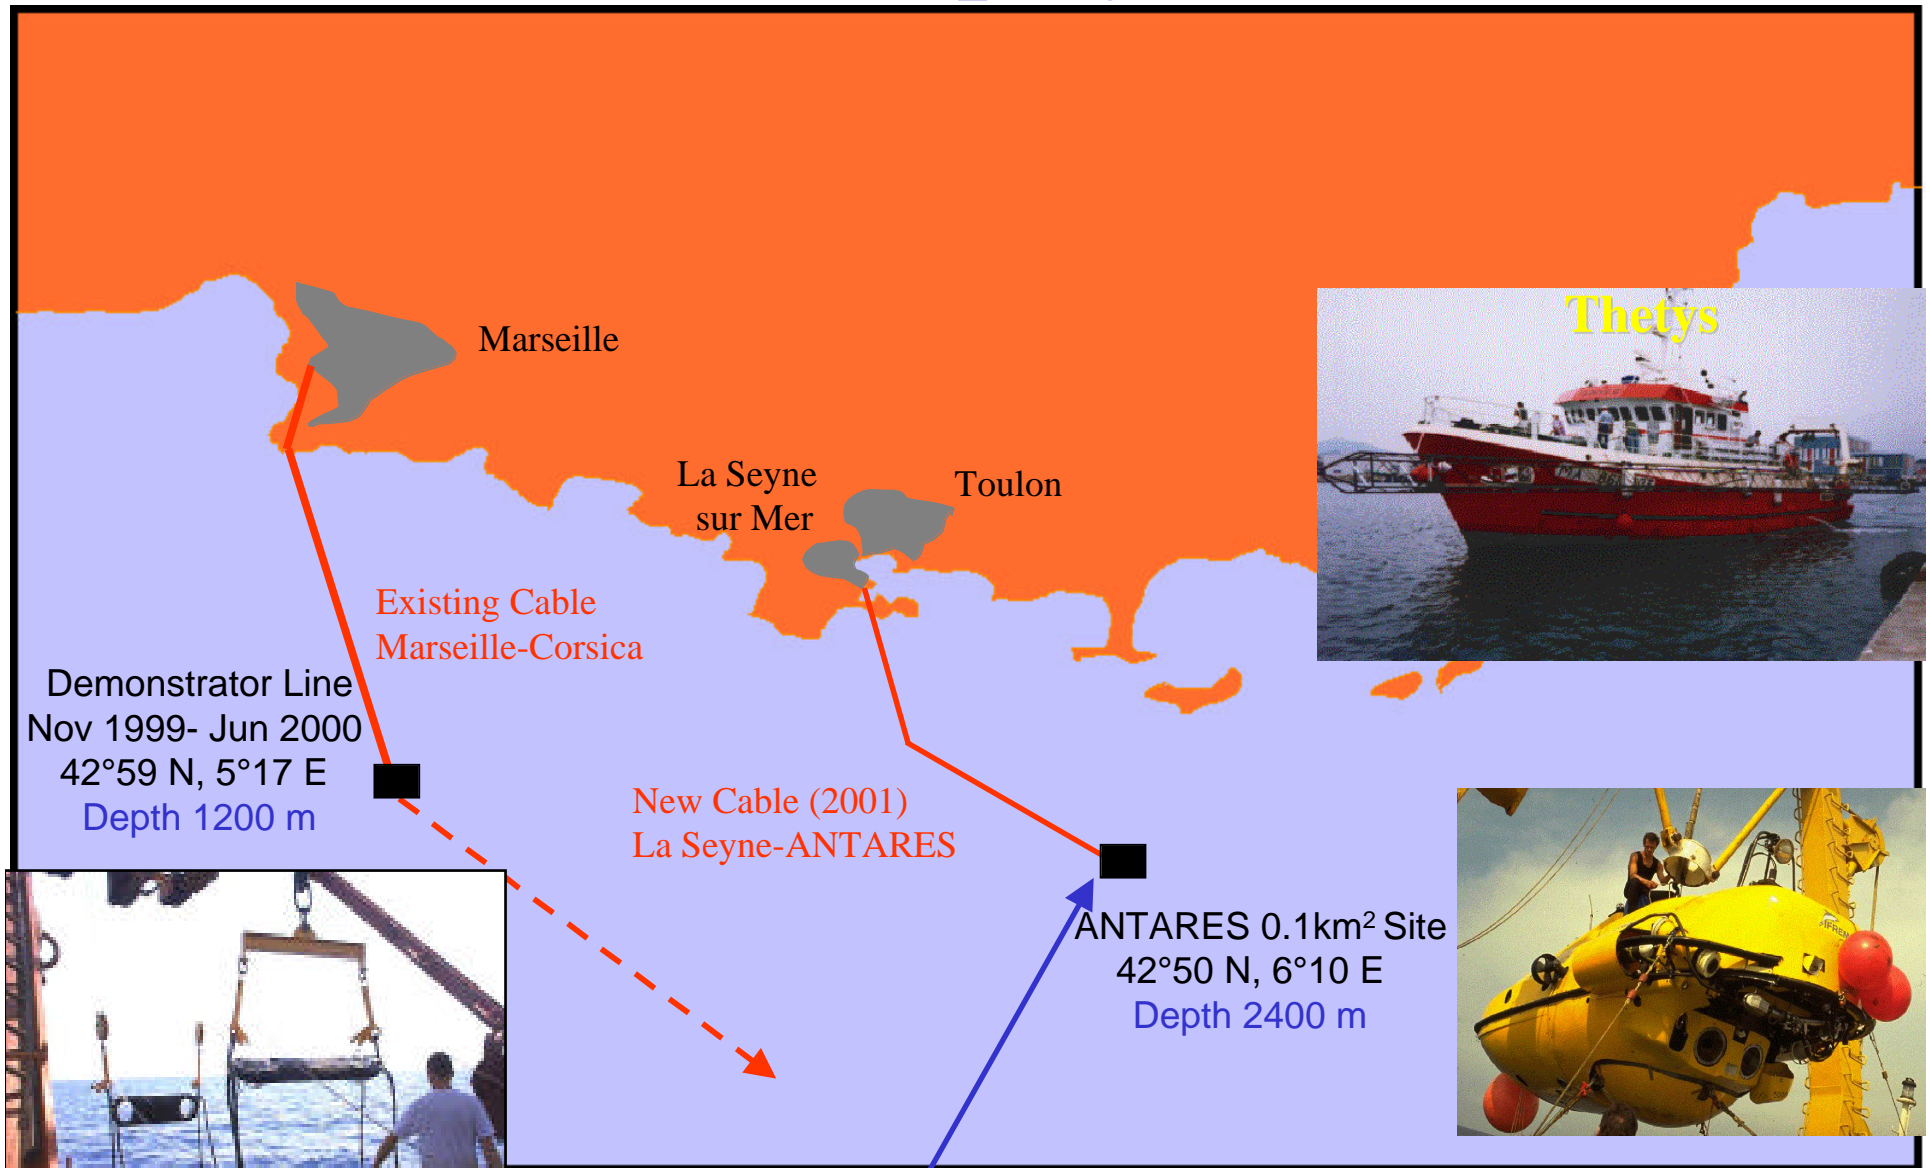 Marseille
Thetys
La Seyne
sur Mer
Toulon
Existing Cable
Marseille-Corsica
Demonstrator Line
Nov 1999- Jun 2000
42°59 N, 5°17 E
Depth 1200 m
New Cable (2001)
La Seyne-ANTARES
ANTARES 0.1km² Site
42°50 N, 6°10 E
Depth 2400 m